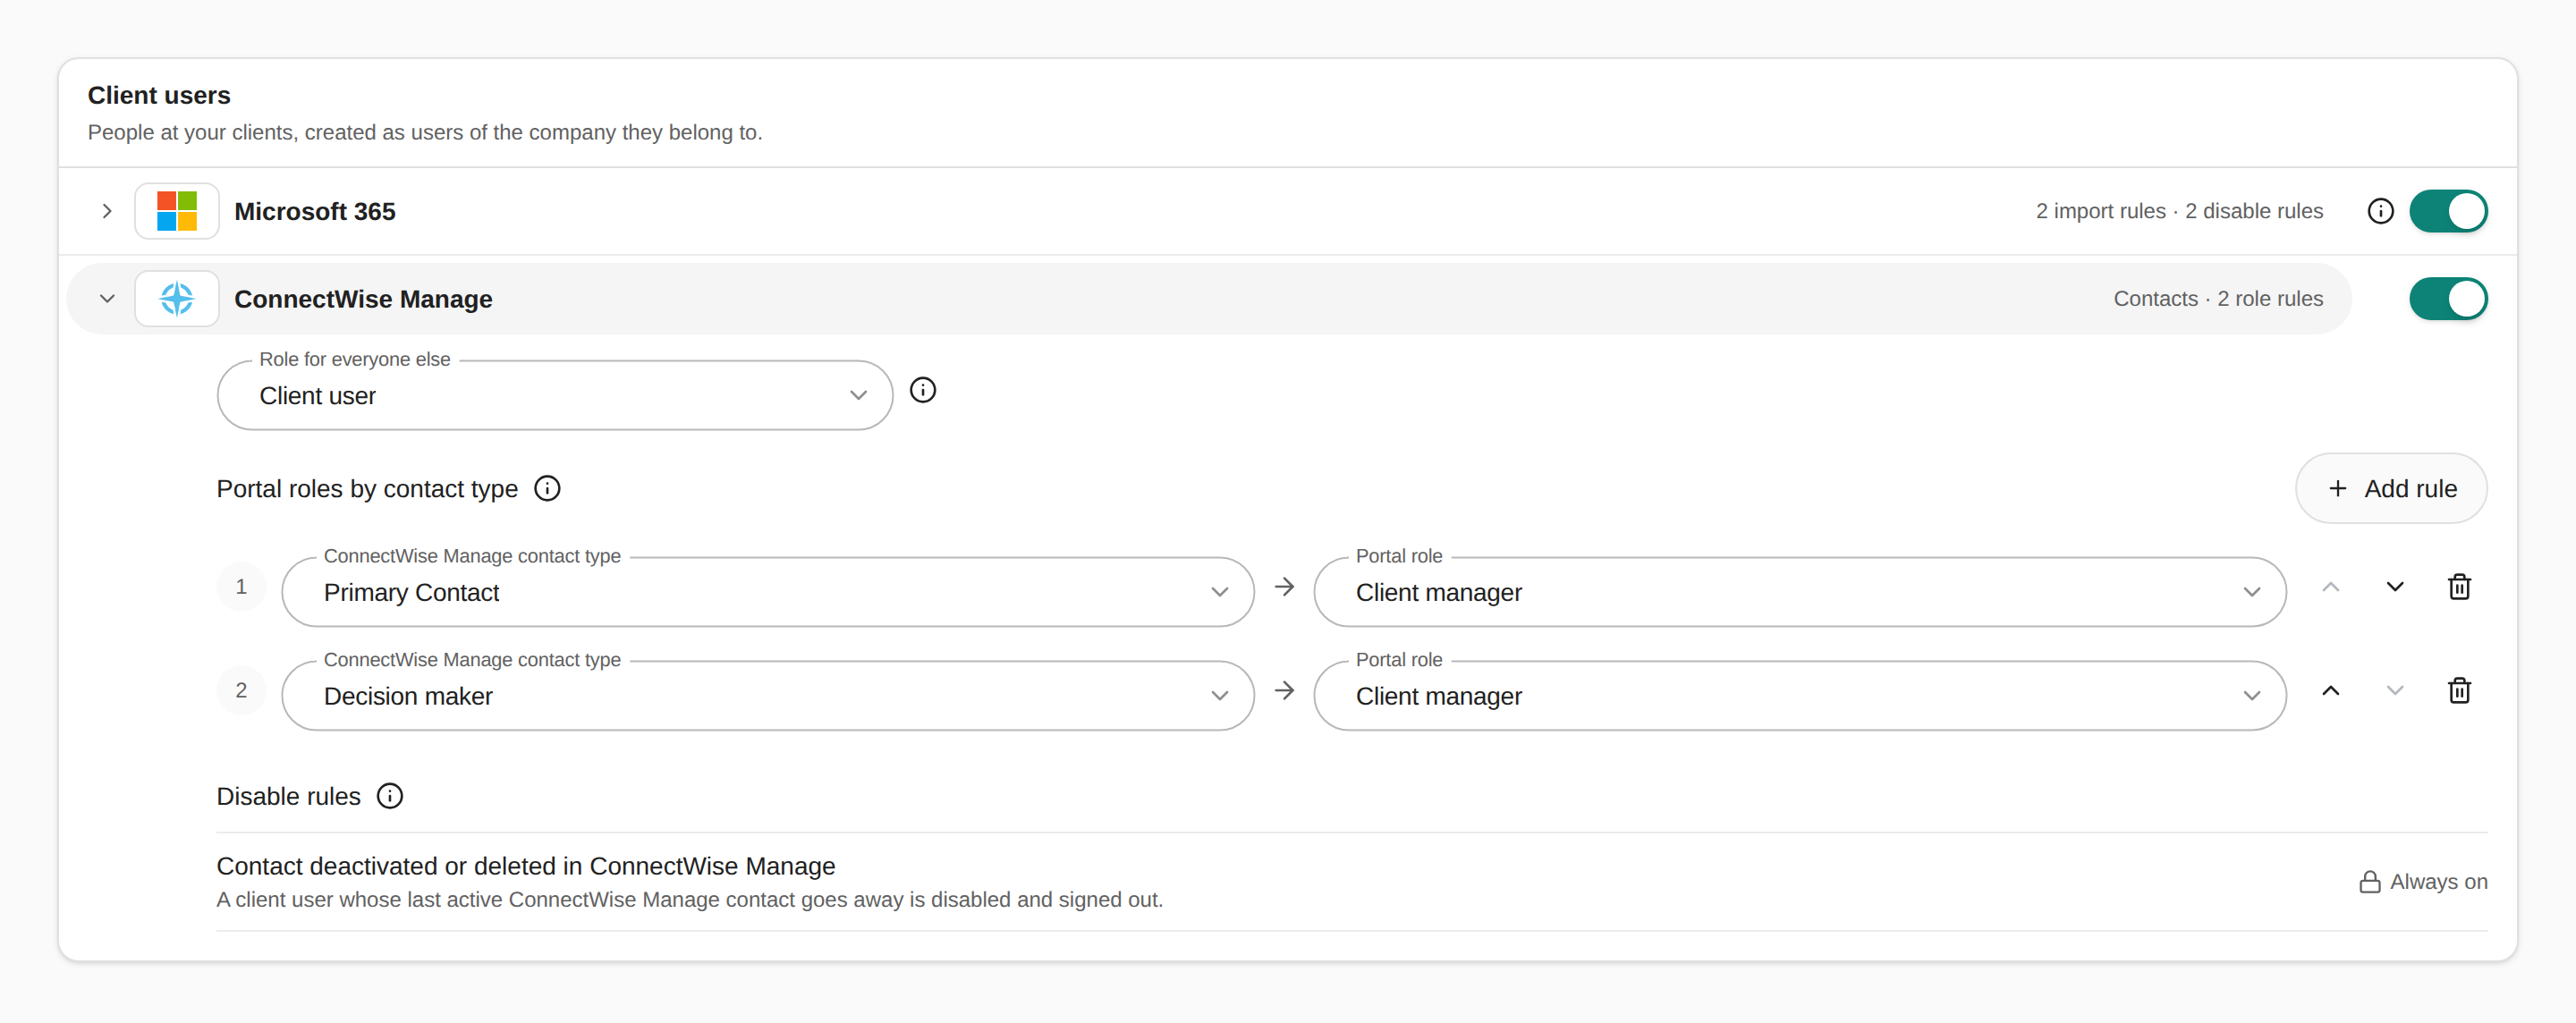 Client users
People at your clients, created as users of the company they belong to.
Microsoft 365
2 import rules · 2 disable rules
ConnectWise Manage
Contacts · 2 role rules
Role for everyone else
Client user
Portal roles by contact type
Add rule
1
ConnectWise Manage contact type
Primary Contact
Portal role
Client manager
2
ConnectWise Manage contact type
Decision maker
Portal role
Client manager
Disable rules
Contact deactivated or deleted in ConnectWise Manage
A client user whose last active ConnectWise Manage contact goes away is disabled and signed out.
Always on